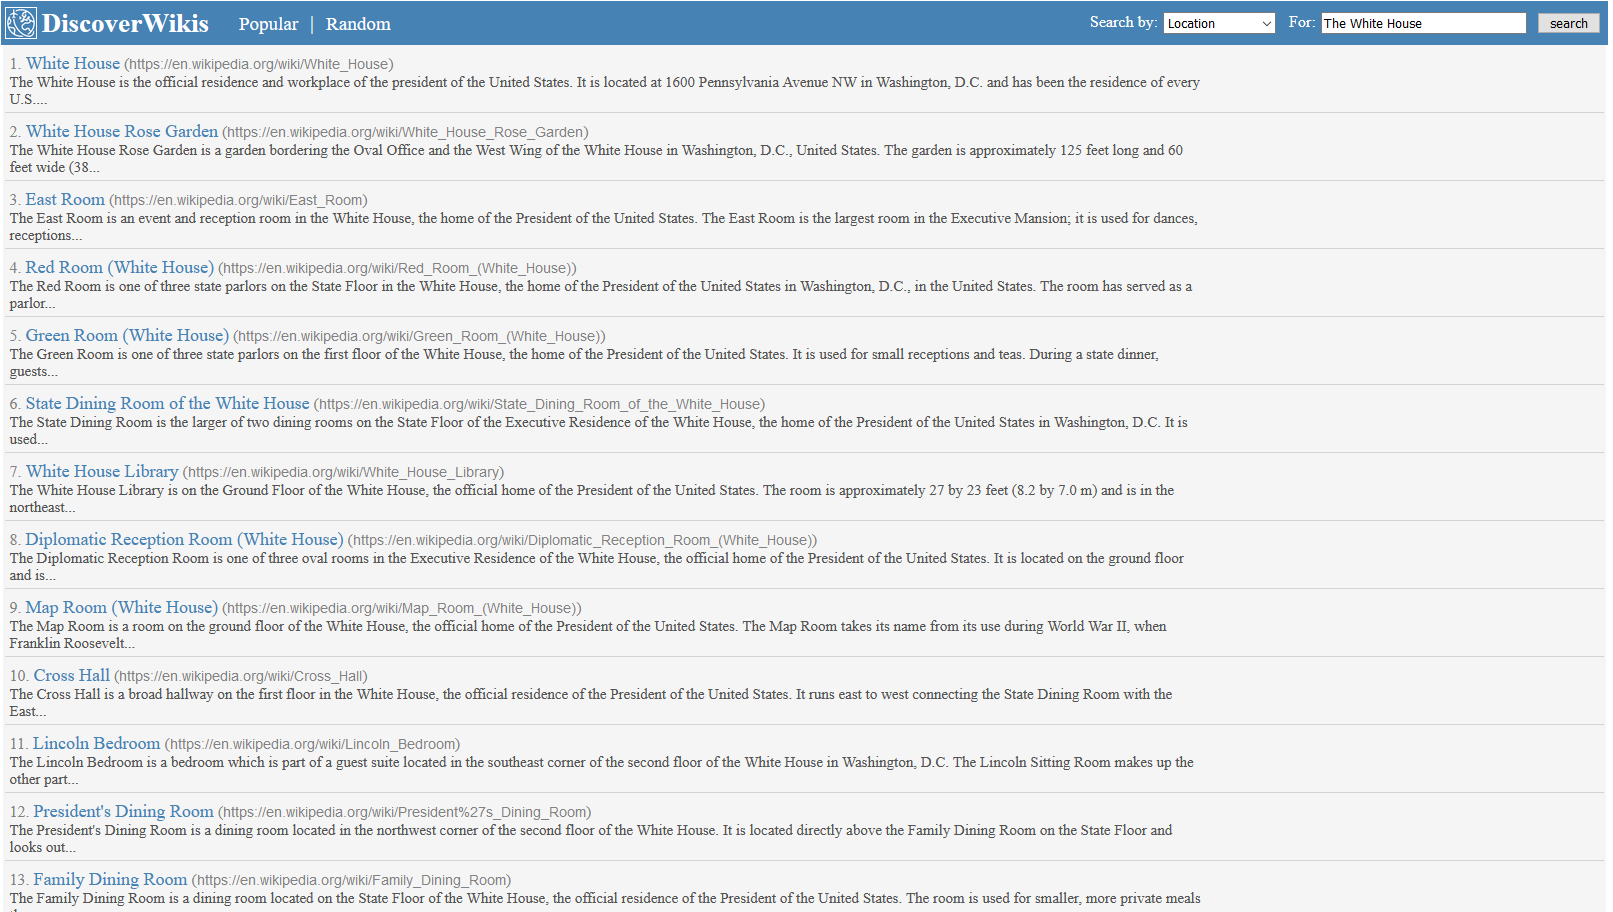 DiscoverWikis Popular | Random Search by: Location For: The White House search
1. White House (https://en.wikipedia.org/wiki/White_House)
The White House is the official residence and workplace of the president of the United States. It is located at 1600 Pennsylvania Avenue NW in Washington, D.C. and has been the residence of every
U.S....
2. White House Rose Garden (https://en.wikipedia.org/wiki/White_House_Rose_Garden)
The White House Rose Garden is a garden bordering the Oval Office and the West Wing of the White House in Washington, D.C., United States. The garden is approximately 125 feet long and 60
feet wide (38...
3. East Room (https://en.wikipedia.org/wiki/East_Room)
The East Room is an event and reception room in the White House, the home of the President of the United States. The East Room is the largest room in the Executive Mansion; it is used for dances,
receptions...
4. Red Room (White House) (https://en.wikipedia.org/wiki/Red_Room_(White_House))
The Red Room is one of three state parlors on the State Floor in the White House, the home of the President of the United States in Washington, D.C., in the United States. The room has served as a
parlor...
5. Green Room (White House) (https://en.wikipedia.org/wiki/Green_Room_(White_House))
The Green Room is one of three state parlors on the first floor of the White House, the home of the President of the United States. It is used for small receptions and teas. During a state dinner,
guests...
6. State Dining Room of the White House (https://en.wikipedia.org/wiki/State_Dining_Room_of_the_White_House)
The State Dining Room is the larger of two dining rooms on the State Floor of the Executive Residence of the White House, the home of the President of the United States in Washington, D.C. It is
used...
7. White House Library (https://en.wikipedia.org/wiki/White_House_Library)
The White House Library is on the Ground Floor of the White House, the official home of the President of the United States. The room is approximately 27 by 23 feet (8.2 by 7.0 m) and is in the
northeast...
8. Diplomatic Reception Room (White House) (https://en.wikipedia.org/wiki/Diplomatic_Reception_Room_(White_House))
The Diplomatic Reception Room is one of three oval rooms in the Executive Residence of the White House, the official home of the President of the United States. It is located on the ground floor
and is...
9. Map Room (White House) (https://en.wikipedia.org/wiki/Map_Room_(White_House))
The Map Room is a room on the ground floor of the White House, the official home of the President of the United States. The Map Room takes its name from its use during World War II, when
Franklin Roosevelt...
10. Cross Hall (https://en.wikipedia.org/wiki/Cross_Hall)
The Cross Hall is a broad hallway on the first floor in the White House, the official residence of the President of the United States. It runs east to west connecting the State Dining Room with the
East...
11. Lincoln Bedroom (https://en.wikipedia.org/wiki/Lincoln_Bedroom)
The Lincoln Bedroom is a bedroom which is part of a guest suite located in the southeast corner of the second floor of the White House in Washington, D.C. The Lincoln Sitting Room makes up the
other part...
12. President's Dining Room (https://en.wikipedia.org/wiki/President%27s_Dining_Room)
The President's Dining Room is a dining room located in the northwest corner of the second floor of the White House. It is located directly above the Family Dining Room on the State Floor and
looks out...
13. Family Dining Room (https://en.wikipedia.org/wiki/Family_Dining_Room)
The Family Dining Room is a dining room located on the State Floor of the White House, the official residence of the President of the United States. The room is used for smaller, more private meals